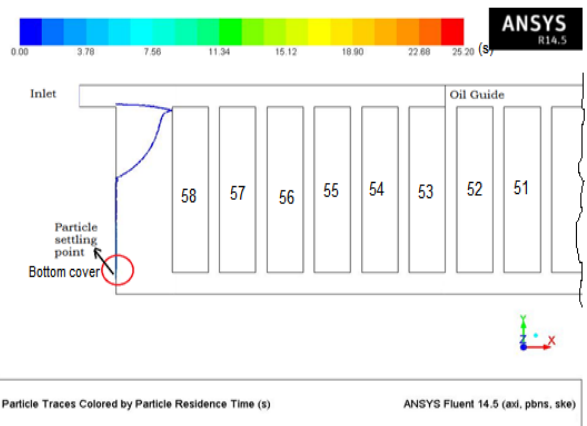 ANSYS
R14.5
0.00 3.78 7.56 11.34 15.12 18.90 22.68 25.20 (s)
Inlet
Oil Guide
58 57 56 55 54 53 52 51
Particle
settling
point
Bottom cover
Y
Z X
Particle Traces Colored by Particle Residence Time (s)
ANSYS Fluent 14.5 (axi, pbns, ske)